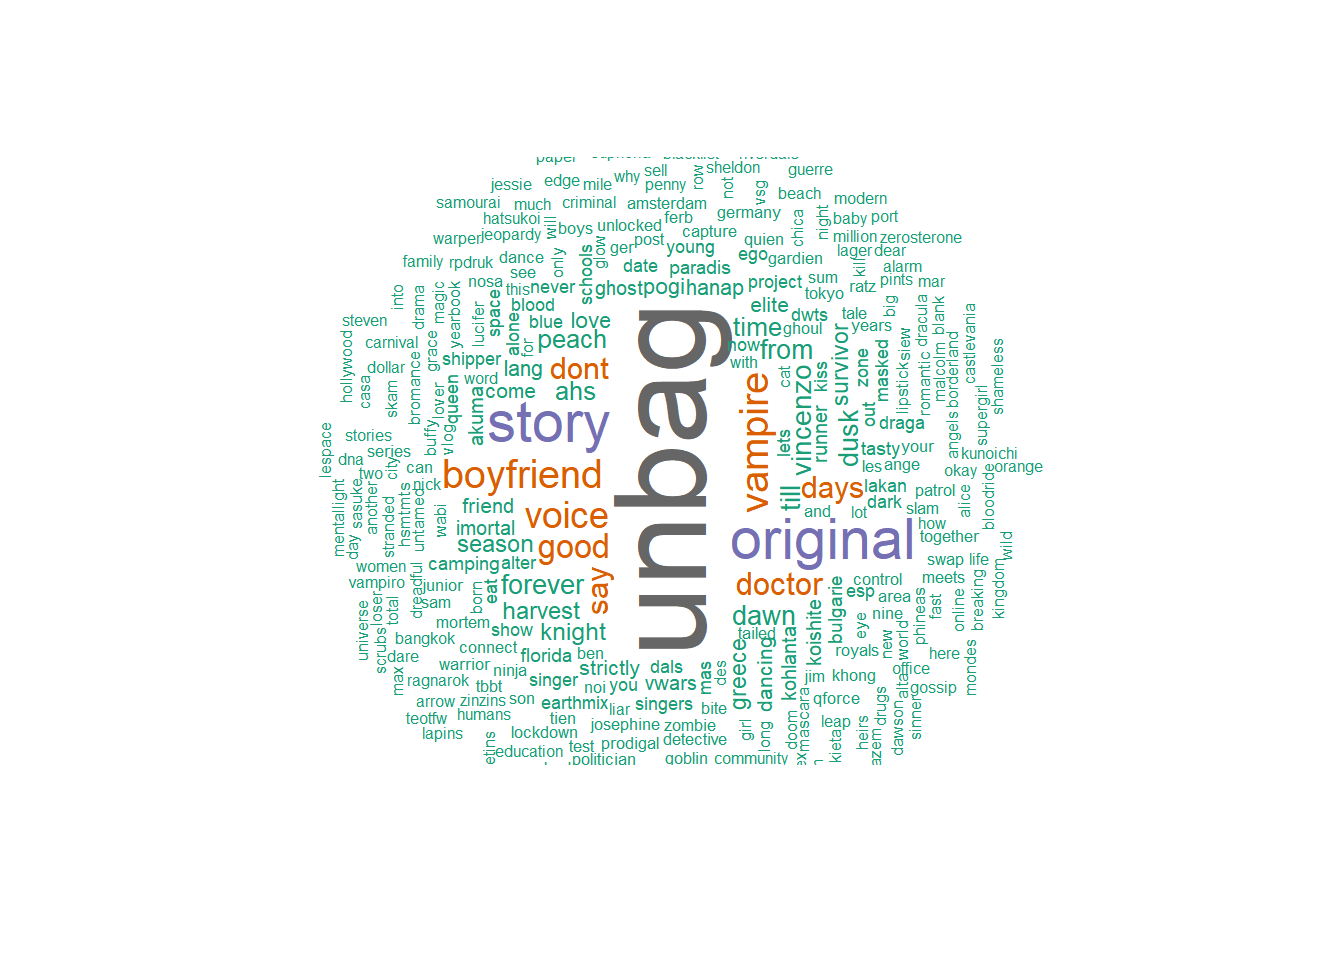 sheldon
guerre
jessie
edge
mile
why
sell
penny
row
not
vsg
beach
modern
samourai
much
criminal
amsterdam
germany
chica
night
baby
port
hatsukoi
will
boys
unlocked
ferb
capture
quien
million
zerosterone
warper
jeopardy
only
glow
ger
post
young
ego
gardien
kill
lager
dear
family
rpdruk
dance
see
schools
date
paradis
project
sum
alarm
nosa
this
never
ghost
pogihanap
tokyo
ratz
pints
mar
into
drama
magic
yearbook
lucifer
space
blood
elite
dwts
tale
big
steven
alone
blue
love
time
ghoul
years
carnival
grace
shipper
for
peach
now
from
survivor
zone
masked
hollywood
dollar
casa
skam
bromance
lover
queen
word
lang
dont
with
cat
kiss
lipstick
siew
romantic
dracula
malcolm
blank
borderland
castlevania
shameless
come
ahs
unbag
vampire
vincenzo
runner
dusk
out
draga
angels
supergirl
stories
series
buffy
vlog
akuma
story
lets
tasty
your
kunoichi
lespace
dna
two
city
can
nick
boyfriend
till
days
les
ange
okay
orange
mentallight
day
sasuke
another
stranded
hsmtmts
untamed
wabi
friend
imortal
voice
and
lot
lakan
dark
patrol
slam
how
alice
bloodride
wild
season
good
original
together
women
camping
alter
swap
life
vampiro
junior
eat
forever
say
doctor
esp
control
meets
kingdom
universe
loser
total
dreadful
sam
born
harvest
dawn
koishite
bulgarie
area
nine
phineas
fast
online
breaking
mortem
scrubs
bangkok
connect
show
knight
tailed
kohlanta
eye
new
world
here
dare
warrior
florida
ben
strictly
dals
mas
des
greece
dancing
royals
office
mondes
max
ragnarok
tbbt
ninja
singer
noi
you
vwars
jim
khong
alta
gossip
arrow
zinzins
son
earthmix
liar
singers
bite
mascara
qforce
drugs
dawson
sinner
teotfw
humans
tien
josephine
zombie
girl
long
doom
leap
heirs
lapins
lockdown
education
test
prodigal
detective
kieta
politician
goblin
community